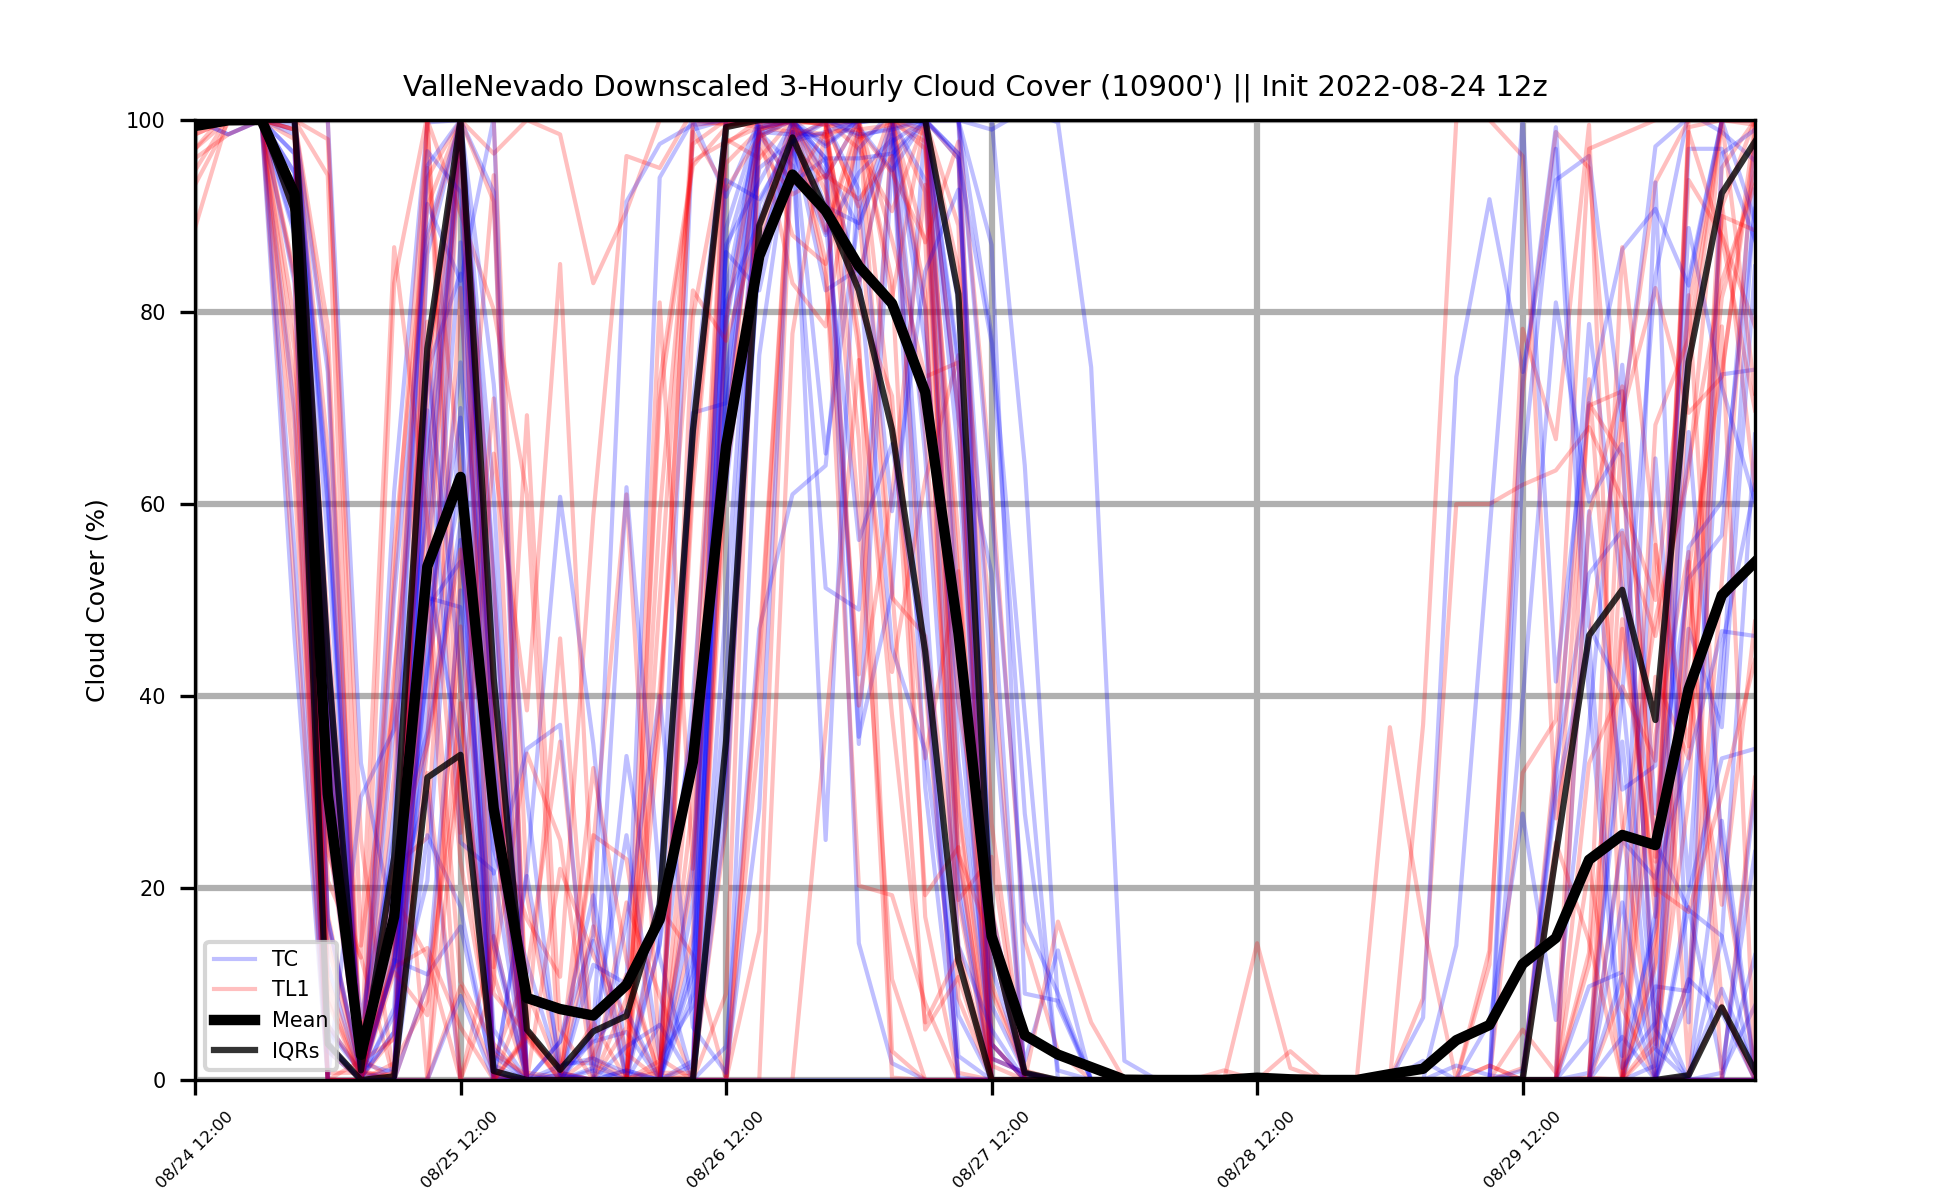 ValleNevado Downscaled 3-Hourly Cloud Cover (10900') || Init 2022-08-24 12z
Cloud Cover (%)
100
80
60
40
20
0
TC
TL1
Mean
IQRs
08/24 12:00
08/25 12:00
08/26 12:00
08/27 12:00
08/28 12:00
08/29 12:00